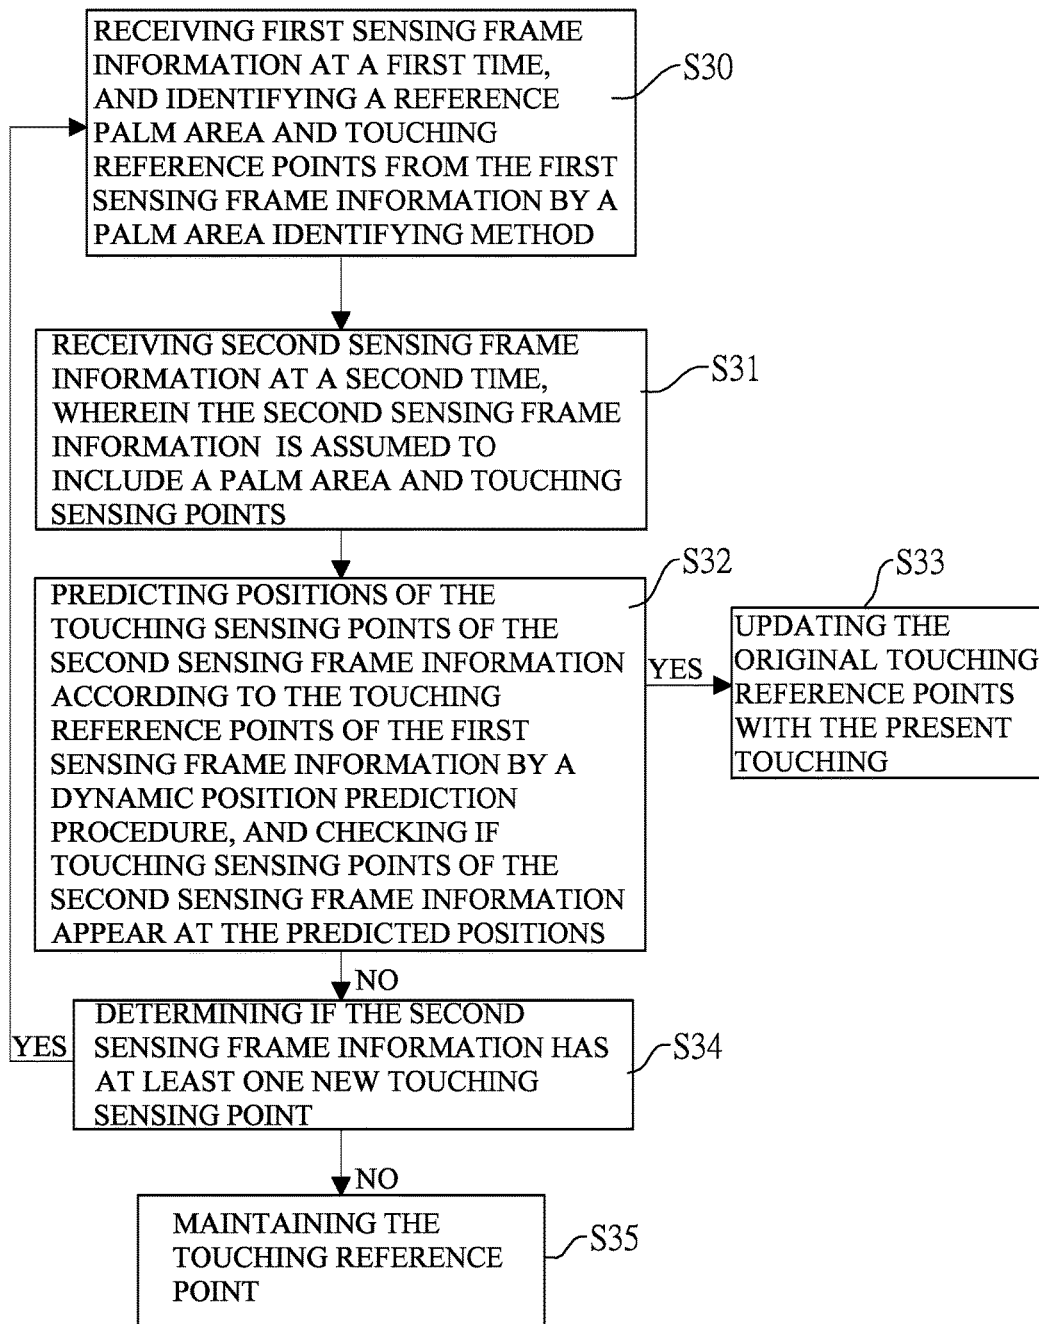 RECEIVING FIRST SENSING FRAME
INFORMATION AT A FIRST TIME,
AND IDENTIFYING A REFERENCE
PALM AREA AND TOUCHING
REFERENCE POINTS FROM THE FIRST
SENSING FRAME INFORMATION BY A
PALM AREA IDENTIFYING METHOD
S30
RECEIVING SECOND SENSING FRAME
INFORMATION AT A SECOND TIME,
WHEREIN THE SECOND SENSING FRAME
INFORMATION IS ASSUMED TO
INCLUDE A PALM AREA AND TOUCHING
SENSING POINTS
S31
PREDICTING POSITIONS OF THE
TOUCHING SENSING POINTS OF THE
SECOND SENSING FRAME INFORMATION
ACCORDING TO THE TOUCHING
REFERENCE POINTS OF THE FIRST
SENSING FRAME INFORMATION BY A
DYNAMIC POSITION PREDICTION
PROCEDURE, AND CHECKING IF
TOUCHING SENSING POINTS OF THE
SECOND SENSING FRAME INFORMATION
APPEAR AT THE PREDICTED POSITIONS
S32
YES
S33
UPDATING THE
ORIGINAL TOUCHING
REFERENCE POINTS
WITH THE PRESENT
TOUCHING
NO
DETERMINING IF THE SECOND
SENSING FRAME INFORMATION HAS
AT LEAST ONE NEW TOUCHING
SENSING POINT
S34
YES
NO
MAINTAINING THE
TOUCHING REFERENCE
POINT
S35